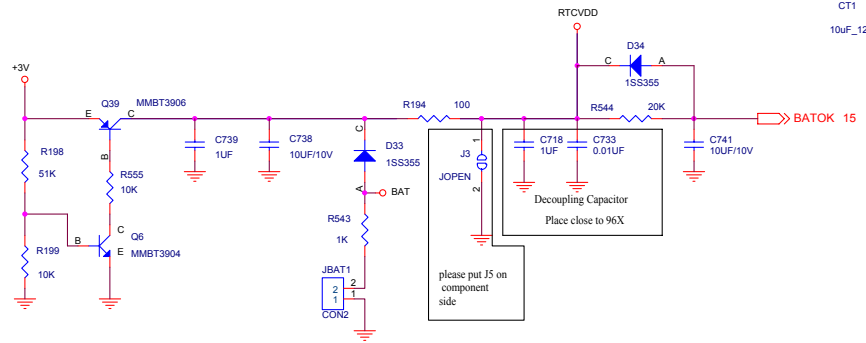 CT1
10uF_12
RTCVDD
D34
C A
1SS355
+3V
Q39
MMBT3906
E C
B
R194 100
R544 20K
BATOK 15
C739
1UF
C738
10UF/10V
C
D33
1SS355
A
BAT
1
J3
JOPEN
2
C718
1UF
C733
0.01UF
C741
10UF/10V
Decoupling Capacitor
Place close to 96X
R198
51K
R555
10K
R543
1K
B C
Q6
E
MMBT3904
R199
10K
JBAT1
2 2
1 1
CON2
please put J5 on
component
side